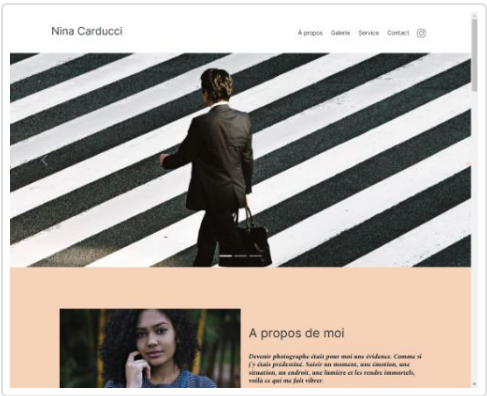 Nina Carducci
À propos Galerie Service Contact
A propos de moi
Devenir photographe était pour moi une évidence. Comme si
j'y étais prédestiné. Saisir un moment, une émotion, une
situation, un endroit, une lumière et les rendre immortels,
voilà ce qui me fait vibrer.